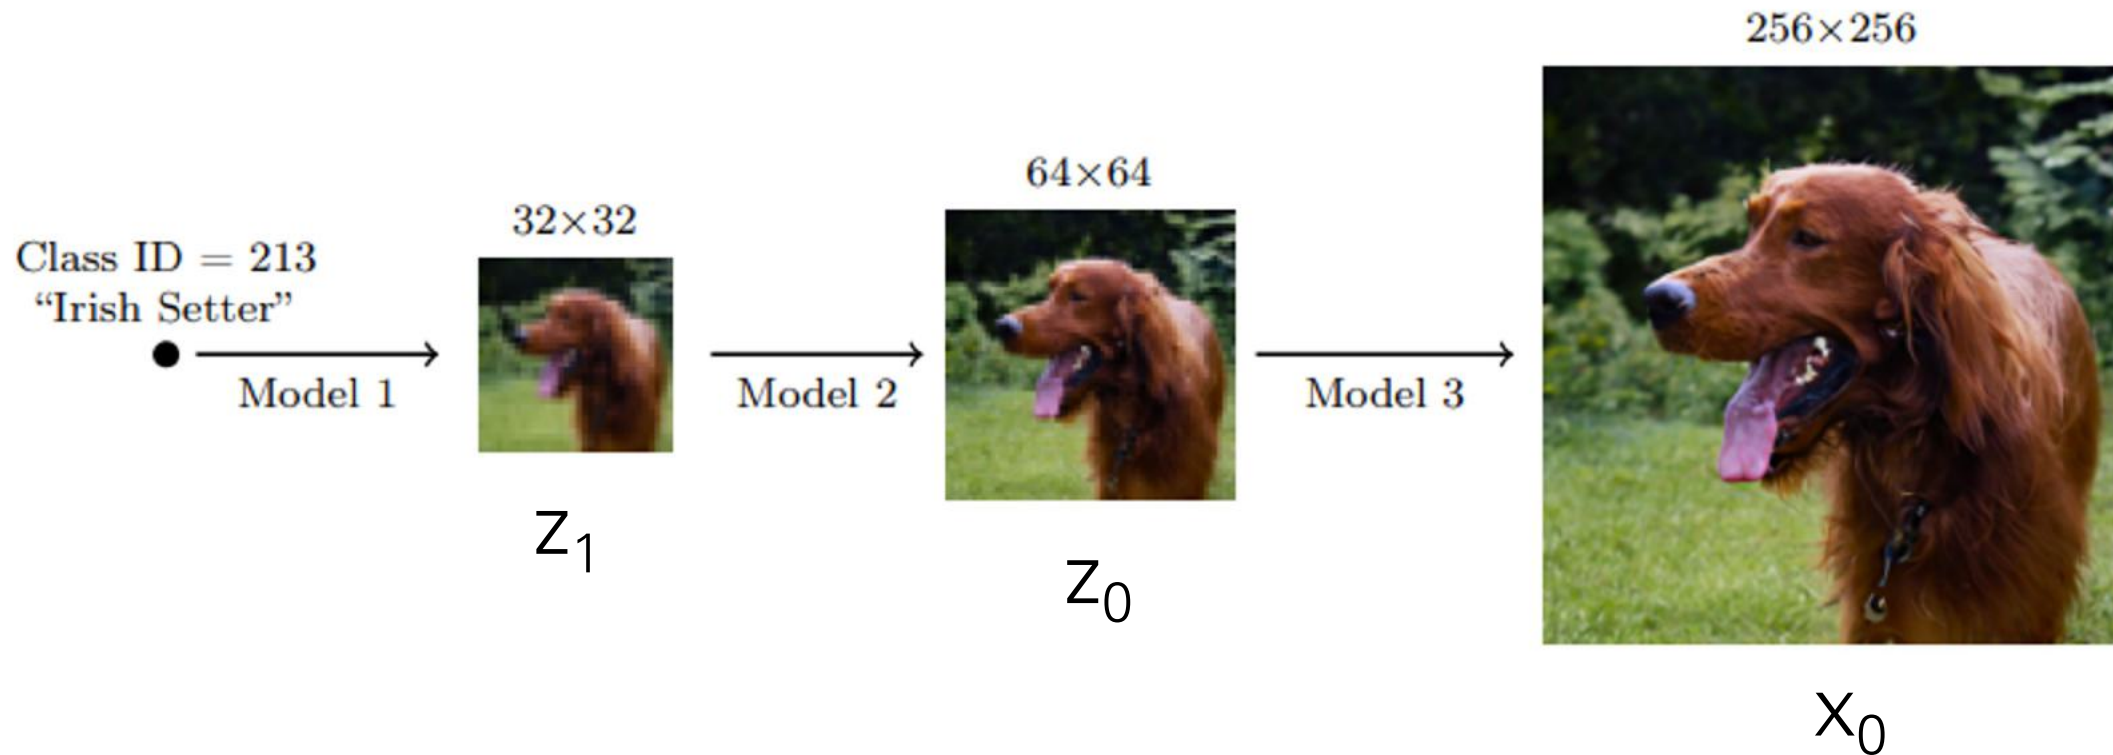 Class ID = 213
“Irish Setter”
Model 1
32×32
z₁
Model 2
64×64
z₀
Model 3
256×256
x₀